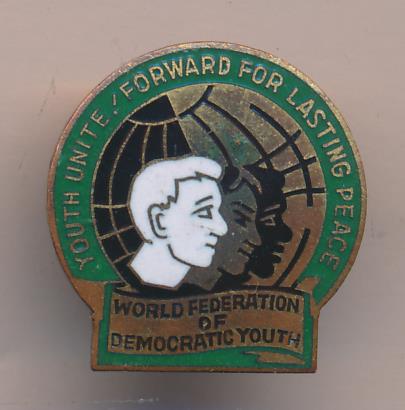 YOUTH UNITE! FORWARD FOR LASTING PEACE
WORLD FEDERATION
OF
DEMOCRATIC YOUTH